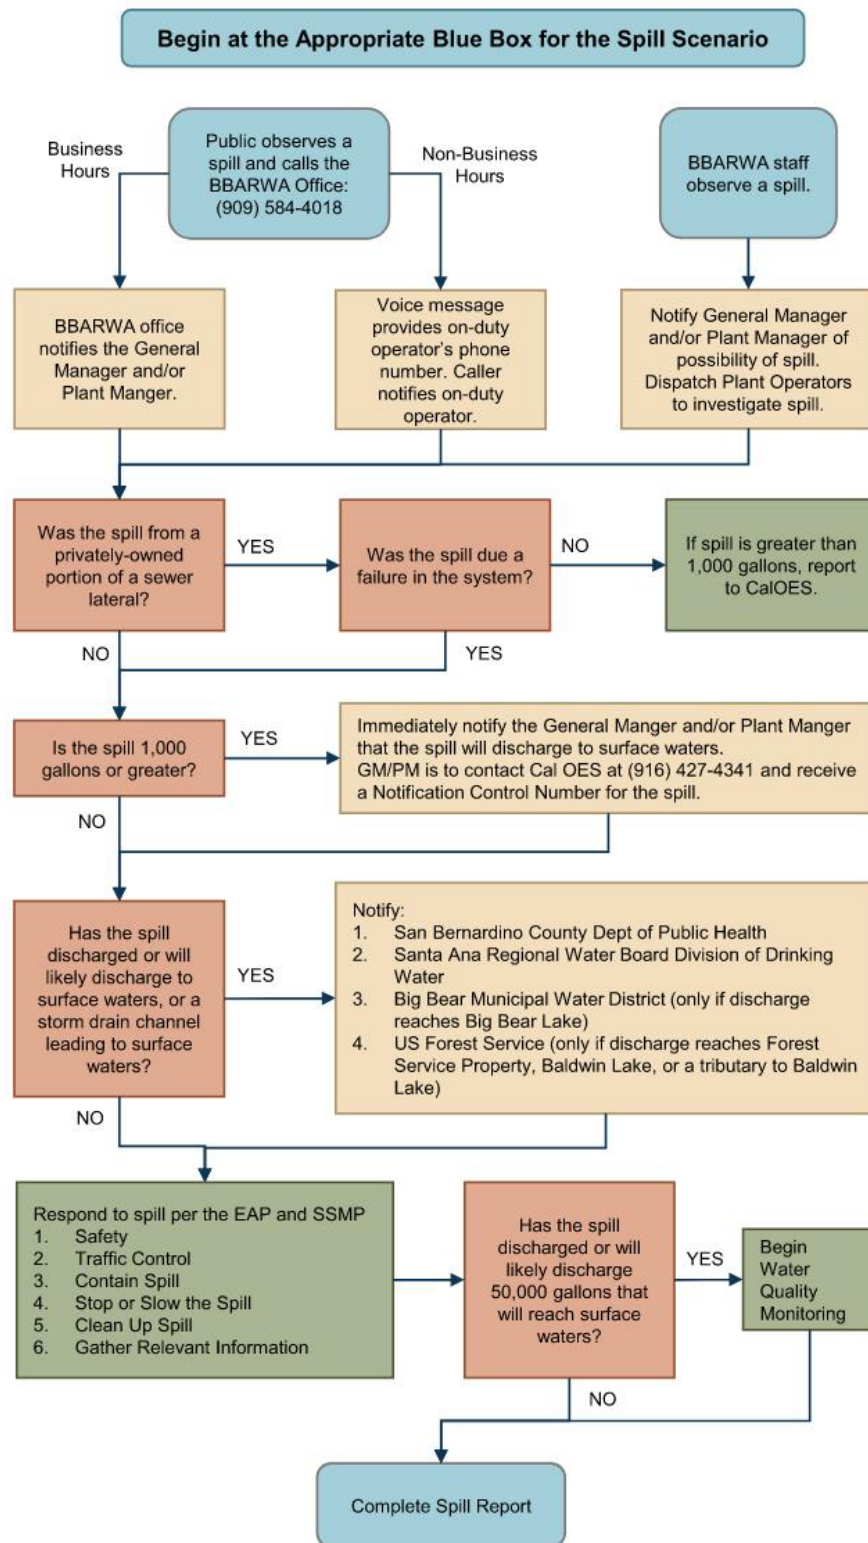 Begin at the Appropriate Blue Box for the Spill Scenario
Business
Hours
Public observes a
spill and calls the
BBARWA Office:
(909) 584-4018
Non-Business
Hours
BBARWA staff
observe a spill.
BBARWA office
notifies the General
Manager and/or
Plant Manger.
Voice message
provides on-duty
operator's phone
number. Caller
notifies on-duty
operator.
Notify General Manager
and/or Plant Manager of
possibility of spill.
Dispatch Plant Operators
to investigate spill.
Was the spill from a
privately-owned
portion of a sewer
lateral?
YES
Was the spill due a
failure in the system?
NO
If spill is greater than
1,000 gallons, report
to CalOES.
NO
YES
Is the spill 1,000
gallons or greater?
YES
Immediately notify the General Manger and/or Plant Manger
that the spill will discharge to surface waters.
GM/PM is to contact Cal OES at (916) 427-4341 and receive
a Notification Control Number for the spill.
NO
Has the spill
discharged or will
likely discharge to
surface waters, or a
storm drain channel
leading to surface
waters?
YES
Notify:
1. San Bernardino County Dept of Public Health
2. Santa Ana Regional Water Board Division of Drinking
Water
3. Big Bear Municipal Water District (only if discharge
reaches Big Bear Lake)
4. US Forest Service (only if discharge reaches Forest
Service Property, Baldwin Lake, or a tributary to Baldwin
Lake)
NO
Respond to spill per the EAP and SSMP
1. Safety
2. Traffic Control
3. Contain Spill
4. Stop or Slow the Spill
5. Clean Up Spill
6. Gather Relevant Information
Has the spill
discharged or will
likely discharge
50,000 gallons that
will reach surface
waters?
YES
Begin
Water
Quality
Monitoring
NO
Complete Spill Report